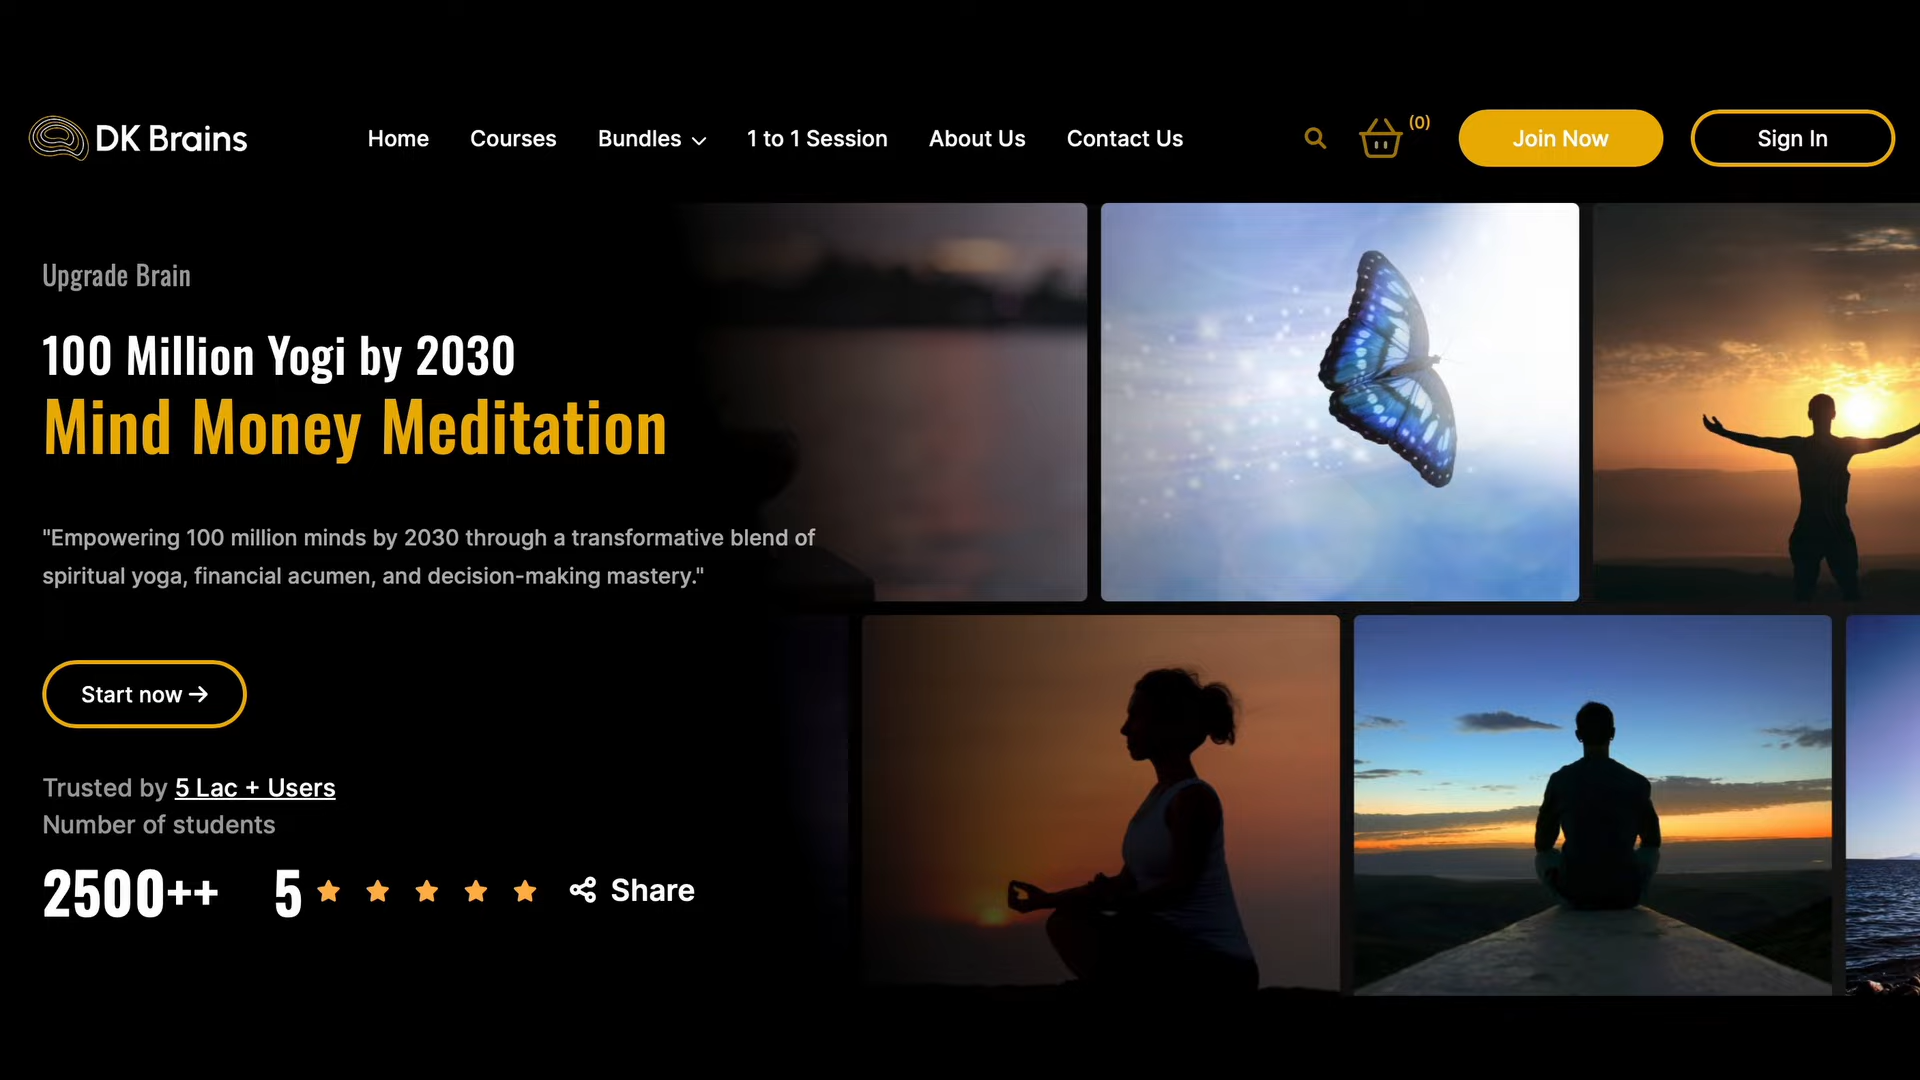 DK Brains
Home
Courses
Bundles
1 to 1 Session
About Us
Contact Us
(0)
Join Now
Sign In
Upgrade Brain
100 Million Yogi by 2030
Mind Money Meditation
"Empowering 100 million minds by 2030 through a transformative blend of
spiritual yoga, financial acumen, and decision-making mastery."
Start now →
Trusted by 5 Lac + Users
Number of students
2500++ 5 ★ ★ ★ ★ ★ Share